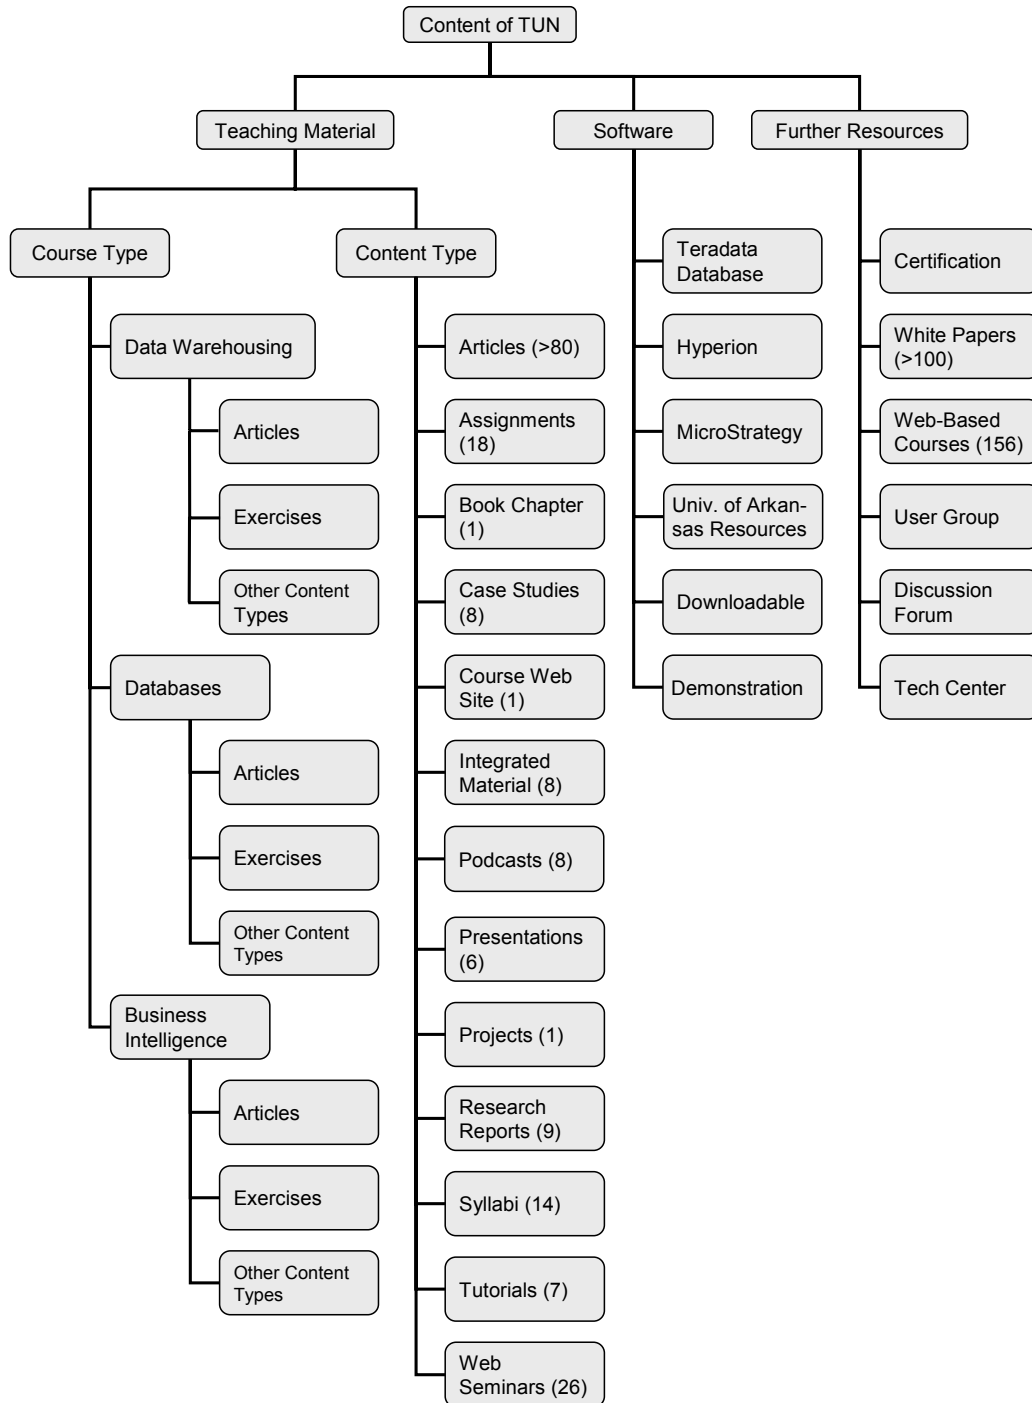 Content of TUN
Teaching Material
Software
Further Resources
Course Type
Content Type
Data Warehousing
Articles
Exercises
Other Content
Types
Databases
Articles
Exercises
Other Content
Types
Business
Intelligence
Articles
Exercises
Other Content
Types
Articles (>80)
Assignments
(18)
Book Chapter
(1)
Case Studies
(8)
Course Web
Site (1)
Integrated
Material (8)
Podcasts (8)
Presentations
(6)
Projects (1)
Research
Reports (9)
Syllabi (14)
Tutorials (7)
Web
Seminars (26)
Teradata
Database
Hyperion
MicroStrategy
Univ. of Arkan-
sas Resources
Downloadable
Demonstration
Certification
White Papers
(>100)
Web-Based
Courses (156)
User Group
Discussion
Forum
Tech Center